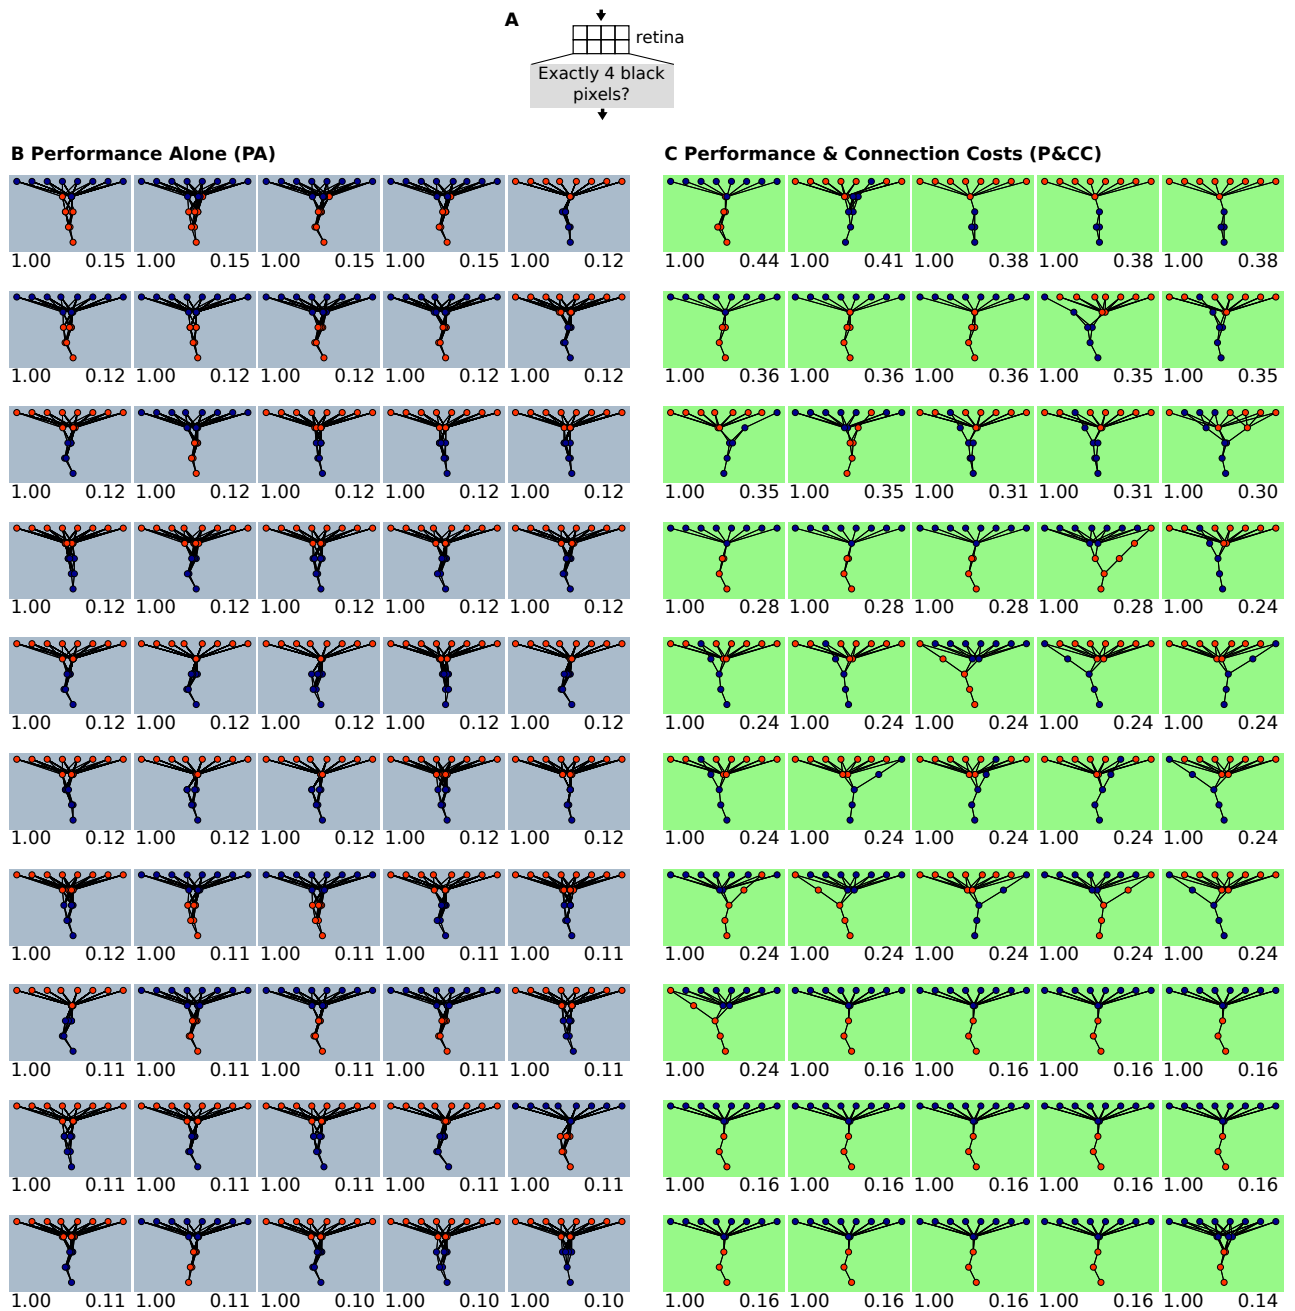 A
retina
Exactly 4 black
pixels?
B Performance Alone (PA)
C Performance & Connection Costs (P&CC)
1.00 0.15 1.00 0.15 1.00 0.15 1.00 0.15 1.00 0.12 1.00 0.44 1.00 0.41 1.00 0.38 1.00 0.38 1.00 0.38
1.00 0.12 1.00 0.12 1.00 0.12 1.00 0.12 1.00 0.12 1.00 0.36 1.00 0.36 1.00 0.36 1.00 0.35 1.00 0.35
1.00 0.12 1.00 0.12 1.00 0.12 1.00 0.12 1.00 0.12 1.00 0.35 1.00 0.35 1.00 0.31 1.00 0.31 1.00 0.30
1.00 0.12 1.00 0.12 1.00 0.12 1.00 0.12 1.00 0.12 1.00 0.28 1.00 0.28 1.00 0.28 1.00 0.28 1.00 0.24
1.00 0.12 1.00 0.12 1.00 0.12 1.00 0.12 1.00 0.12 1.00 0.24 1.00 0.24 1.00 0.24 1.00 0.24 1.00 0.24
1.00 0.12 1.00 0.12 1.00 0.12 1.00 0.12 1.00 0.12 1.00 0.24 1.00 0.24 1.00 0.24 1.00 0.24 1.00 0.24
1.00 0.12 1.00 0.11 1.00 0.11 1.00 0.11 1.00 0.11 1.00 0.24 1.00 0.24 1.00 0.24 1.00 0.24 1.00 0.24
1.00 0.11 1.00 0.11 1.00 0.11 1.00 0.11 1.00 0.11 1.00 0.24 1.00 0.16 1.00 0.16 1.00 0.16 1.00 0.16
1.00 0.11 1.00 0.11 1.00 0.11 1.00 0.11 1.00 0.11 1.00 0.16 1.00 0.16 1.00 0.16 1.00 0.16 1.00 0.16
1.00 0.11 1.00 0.11 1.00 0.10 1.00 0.10 1.00 0.10 1.00 0.16 1.00 0.16 1.00 0.16 1.00 0.16 1.00 0.14